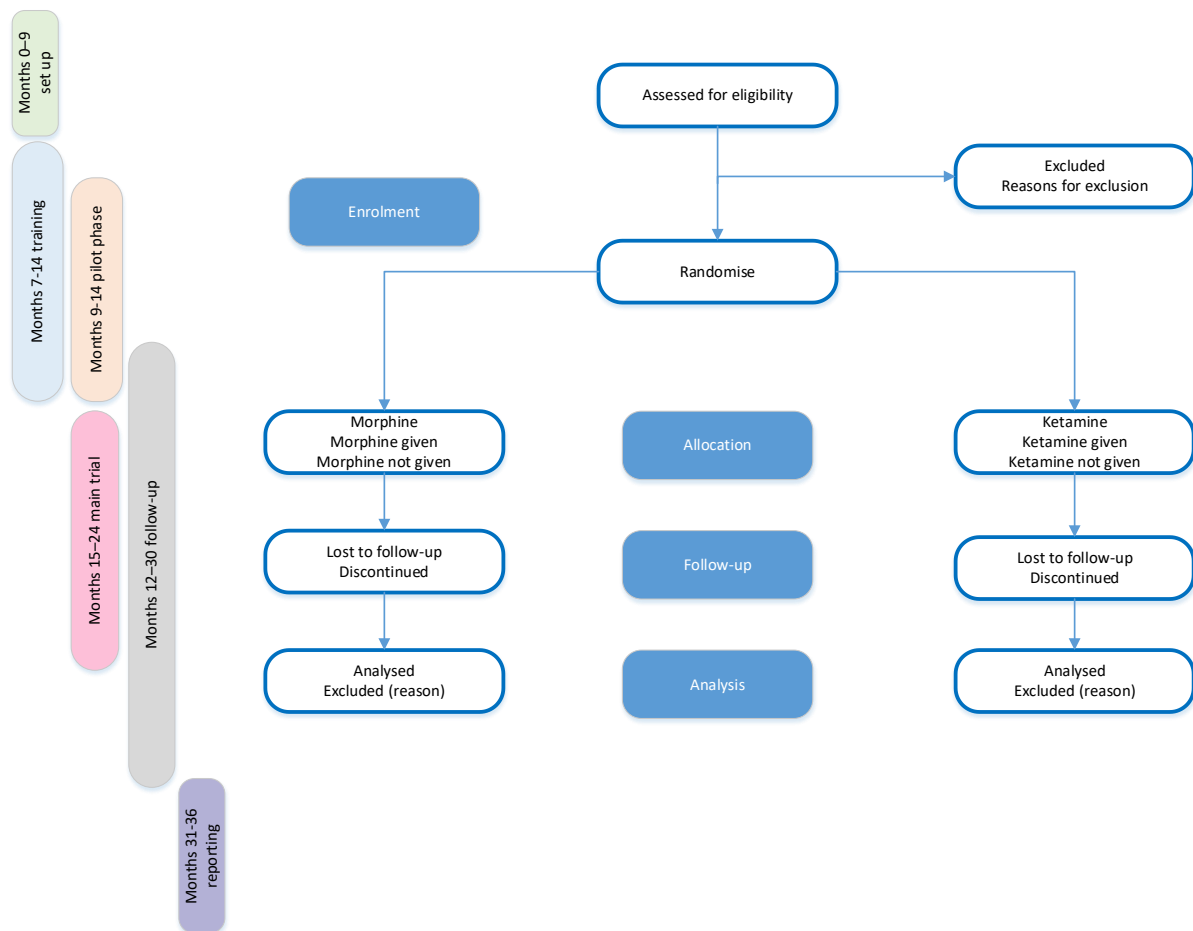 Months 0–9
set up
Months 7-14 training
Months 9-14 pilot phase
Months 15–24 main trial
Months 12–30 follow-up
Months 31-36
reporting
Assessed for eligibility
Excluded
Reasons for exclusion
Enrolment
Randomise
Morphine
Morphine given
Morphine not given
Allocation
Ketamine
Ketamine given
Ketamine not given
Lost to follow-up
Discontinued
Follow-up
Lost to follow-up
Discontinued
Analysed
Excluded (reason)
Analysis
Analysed
Excluded (reason)